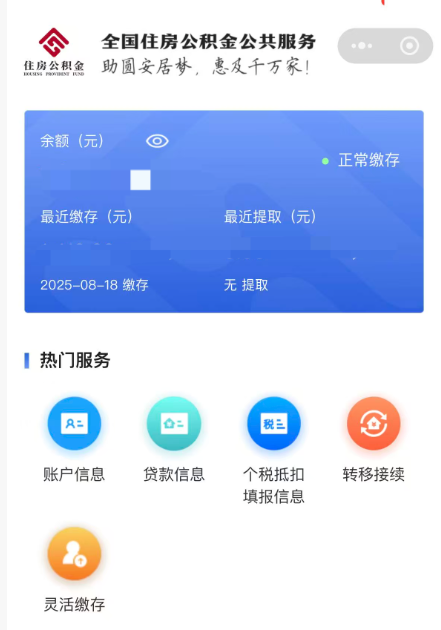 全国住房公积金公共服务
住房公积金
HOUSING PROVIDENT FUND
助圆安居梦，惠及千万家！
余额（元）
正常缴存
最近缴存（元）
最近提取（元）
2025-08-18 缴存
无 提取
热门服务
税
账户信息
贷款信息
个税抵扣
填报信息
转移接续
灵活缴存